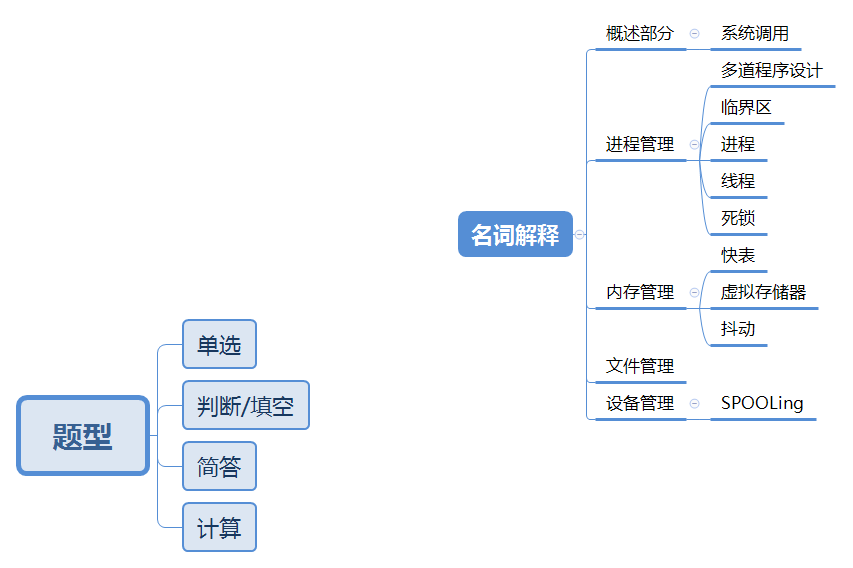 名词解释
概述部分
系统调用
进程管理
多道程序设计
临界区
进程
线程
死锁
内存管理
快表
虚拟存储器
抖动
文件管理
设备管理
SPOOLing
题型
单选
判断/填空
简答
计算